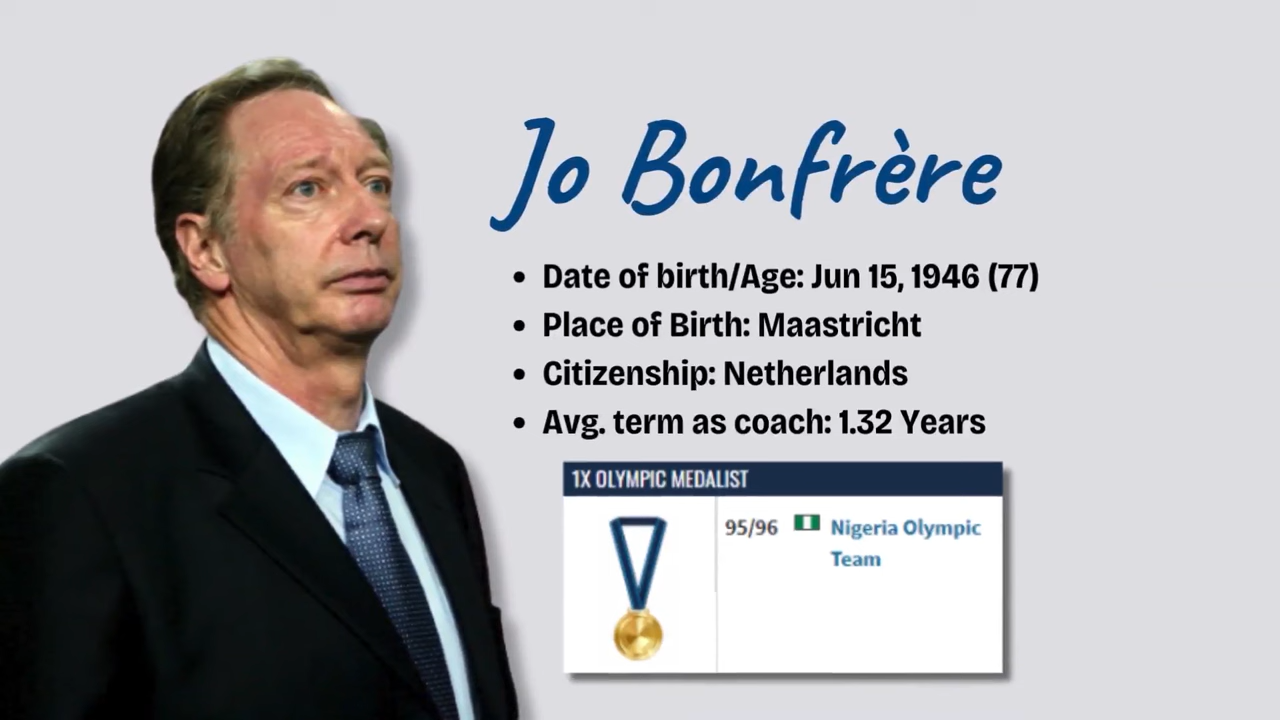 Jo Bonfrère
• Date of birth/Age: Jun 15, 1946 (77)
• Place of Birth: Maastricht
• Citizenship: Netherlands
• Avg. term as coach: 1.32 Years
1X OLYMPIC MEDALIST
95/96 Nigeria Olympic
Team